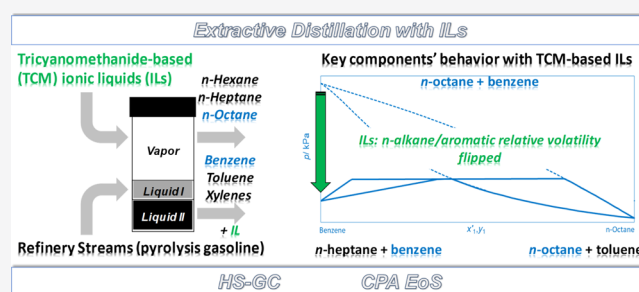 Extractive Distillation with ILs
Tricyanomethanide-based
(TCM) ionic liquids (ILs)
n-Hexane
n-Heptane
n-Octane
Vapor
Benzene
Toluene
Xylenes
Liquid I
Liquid II
+ IL
Refinery Streams (pyrolysis gasoline)
Key components' behavior with TCM-based ILs
n-octane + benzene
p/ kPa
ILs: n-alkane/aromatic relative volatility
flipped
Benzene
x'₁,y₁
n-Octane
n-heptane + benzene
n-octane + toluene
HS-GC
CPA EoS